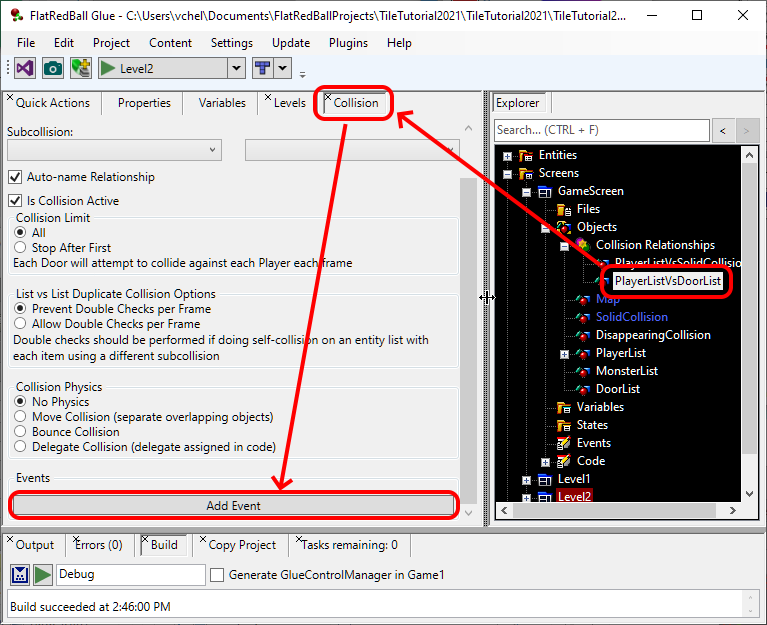 FlatRedBall Glue - C:\Users\vchel\Documents\FlatRedBallProjects\TileTutorial2021\TileTutorial2021\TileTutorial2...
File Edit Project Content Settings Update Plugins Help
Level2
Quick Actions Properties Variables Levels Collision
Subcollision:
Auto-name Relationship
Is Collision Active
Collision Limit
All
Stop After First
Each Door will attempt to collide against each Player each frame
List vs List Duplicate Collision Options
Prevent Double Checks per Frame
Allow Double Checks per Frame
Double checks should be performed if doing self-collision on an entity list with
each item using a different subcollision
Collision Physics
No Physics
Move Collision (separate overlapping objects)
Bounce Collision
Delegate Collision (delegate assigned in code)
Events
Add Event
Explorer
Search... (CTRL + F) < >
Entities
Screens
GameScreen
Files
Objects
Collision Relationships
PlayerListVsSolidCollisio
PlayerListVsDoorList
Map
SolidCollision
DisappearingCollision
PlayerList
MonsterList
DoorList
Variables
States
Events
Code
Level1
Level2
Output Errors (0) Build Copy Project Tasks remaining: 0
Debug Generate GlueControlManager in Game1
Build succeeded at 2:46:00 PM